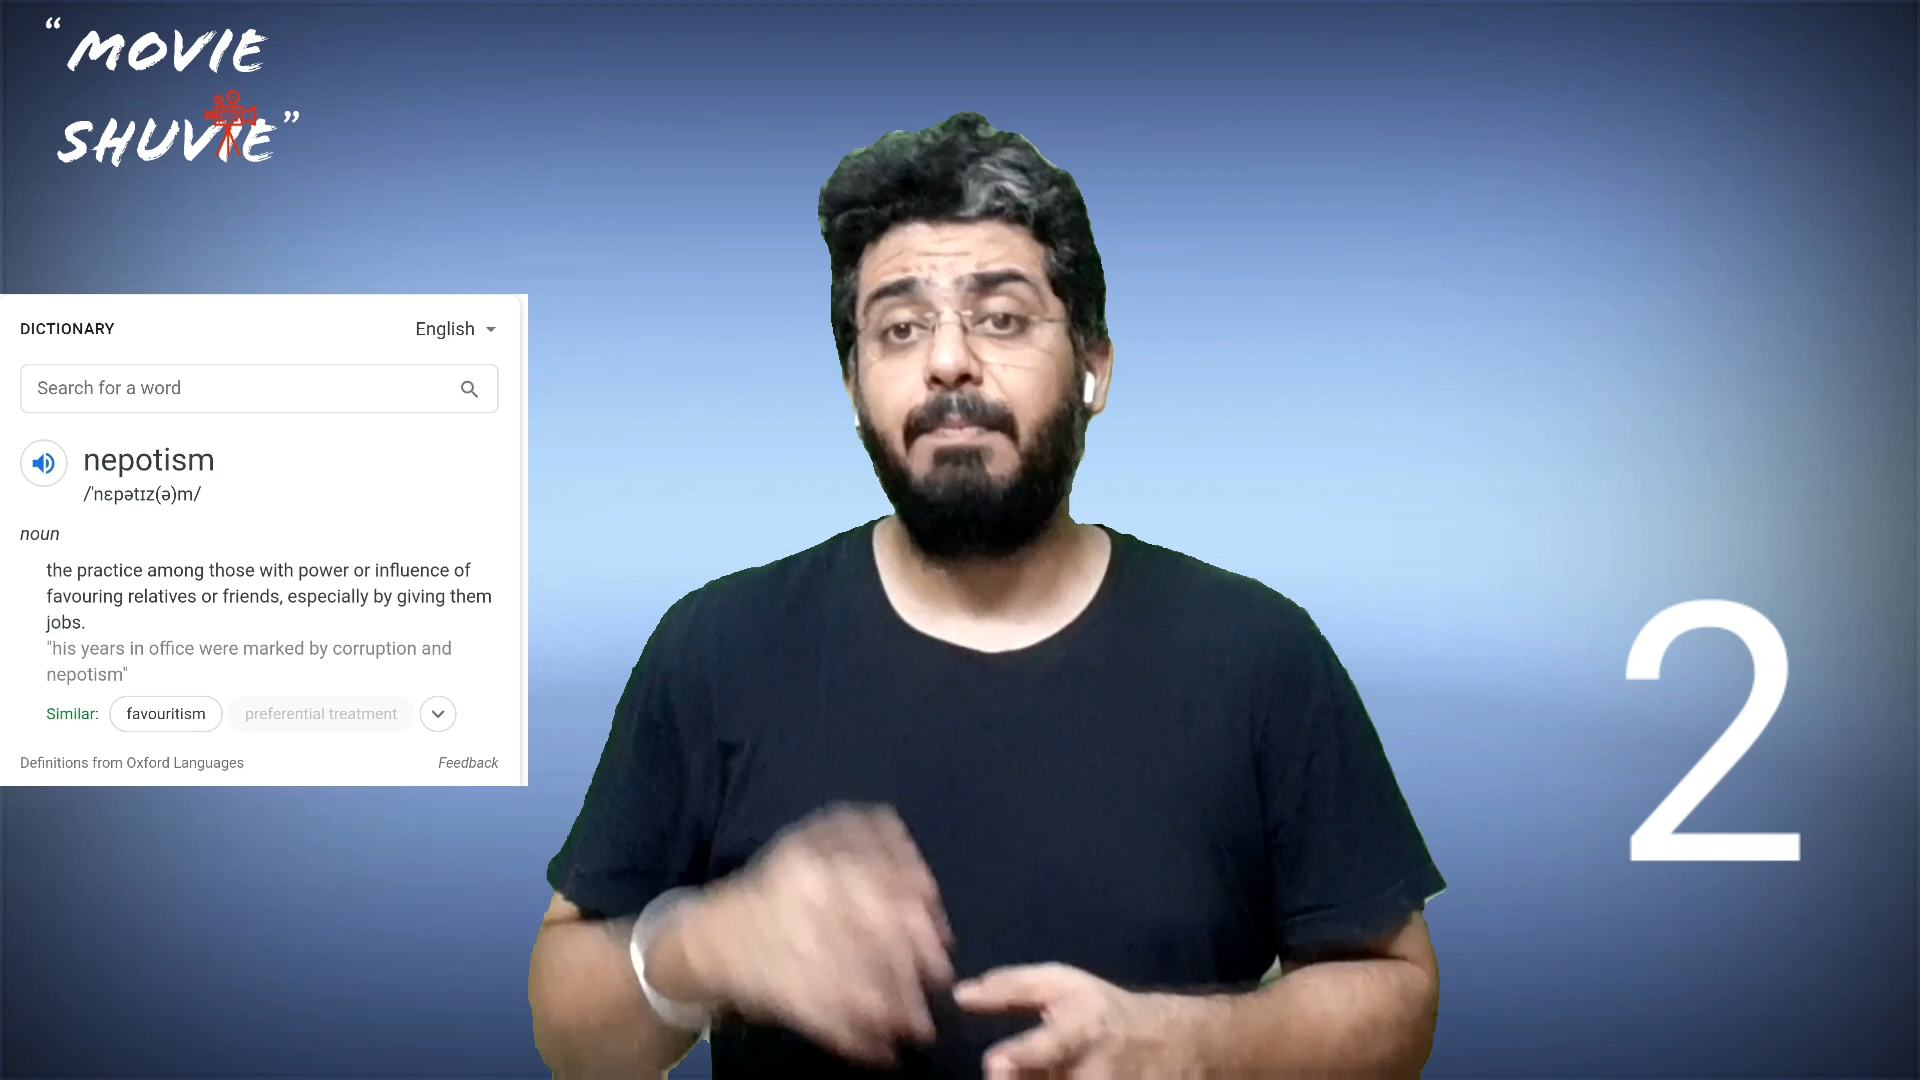 “MOVIE
SHUVIE”
DICTIONARY
English
Search for a word
nepotism
/ˈnɛpətɪz(ə)m/
noun
the practice among those with power or influence of
favouring relatives or friends, especially by giving them
jobs.
"his years in office were marked by corruption and
nepotism"
Similar: favouritism preferential treatment
Definitions from Oxford Languages
Feedback
2